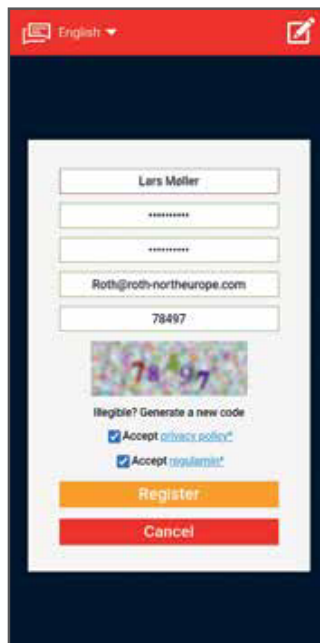 English
Lars Møller
••••••••••
••••••••••
Roth@roth-northeurope.com
78497
78497
Illegible? Generate a new code
Accept privacy policy*
Accept regulamin*
Register
Cancel